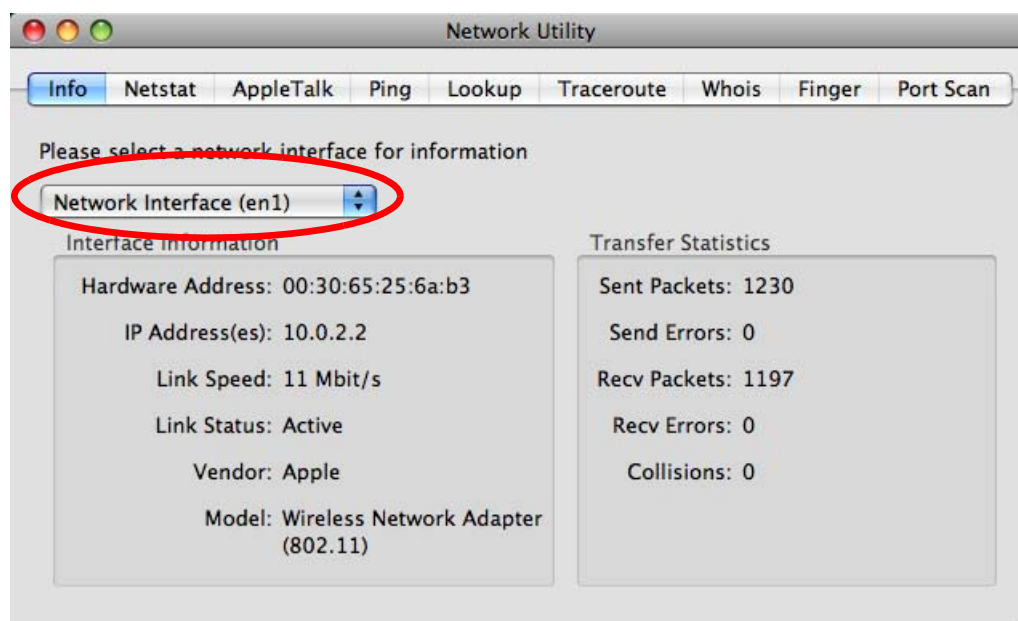 Network Utility
Info Netstat AppleTalk Ping Lookup Traceroute Whois Finger Port Scan
Please select a network interface for information
Network Interface (en1)
Interface Information
Hardware Address: 00:30:65:25:6a:b3
IP Address(es): 10.0.2.2
Link Speed: 11 Mbit/s
Link Status: Active
Vendor: Apple
Model: Wireless Network Adapter
(802.11)
Transfer Statistics
Sent Packets: 1230
Send Errors: 0
Recv Packets: 1197
Recv Errors: 0
Collisions: 0